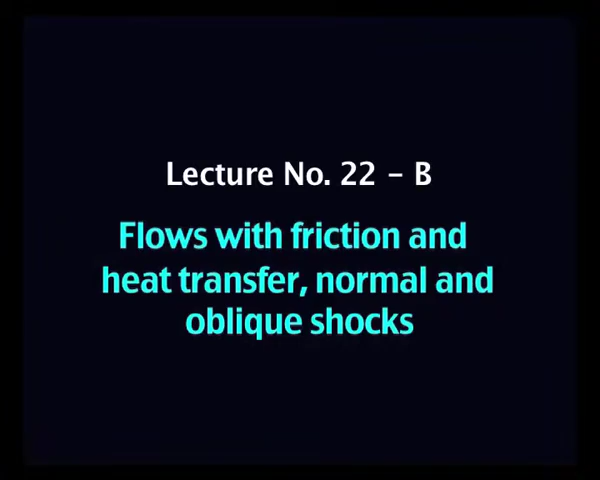 Lecture No. 22 – B
Flows with friction and
heat transfer, normal and
oblique shocks